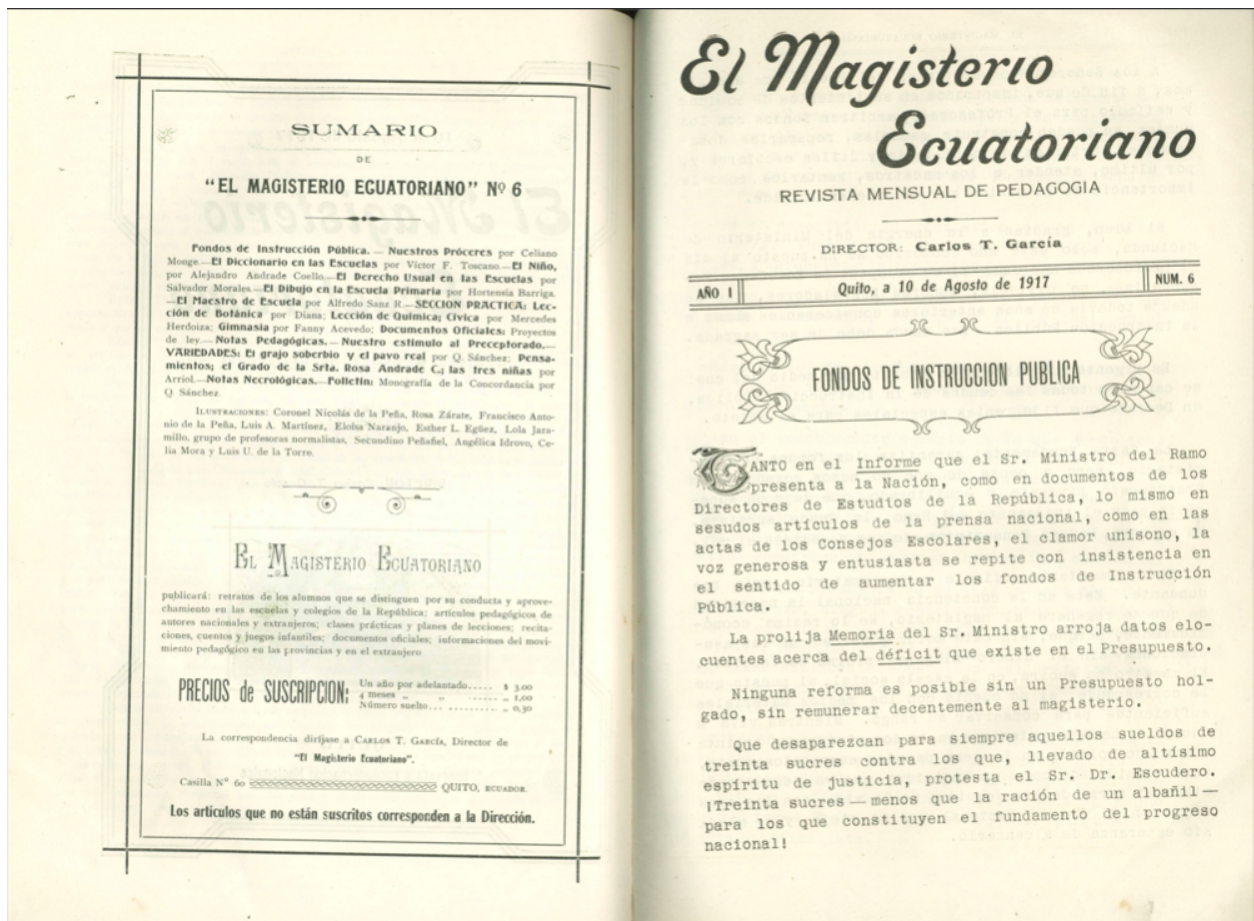 SUMARIO
DE
"EL MAGISTERIO ECUATORIANO" Nº 6
Fondos de Instrucción Pública.—Nuestros Próceres por Celiano
Monge.—El Diccionario en las Escuelas por Víctor F. Toscano.—El Niño,
por Alejandro Andrade Coello.—El Derecho Usual en las Escuelas por
Salvador Morales.—El Dibujo en la Escuela Primaria por Hortensia Barriga.
—El Maestro de Escuela por Alfredo Sanz R.—SECCION PRACTICA: Lec-
ción de Botánica por Diana; Lección de Química; Cívica por Mercedes
Herdoiza; Gimnasia por Fanny Acevedo; Documentos Oficiales: Proyectos
de ley.—Notas Pedagógicas.—Nuestro estímulo al Preceptorado.—
VARIEDADES: El grajo soberbio y el pavo real por Q. Sánchez; Pensa-
mientos; el Grado de la Srta. Rosa Andrade C.; las tres niñas por
Arriol.—Notas Necrológicas.—Folletín: Monografía de la Concordancia por
Q. Sánchez.
ILUSTRACIONES: Coronel Nicolás de la Peña, Rosa Zárate, Francisco Anto-
nio de la Peña, Luis A. Martínez, Eloísa Naranjo, Esther L. Egüez, Lola Jara-
millo, grupo de profesoras normalistas, Secundino Peñafiel, Angélica Idrovo, Ce-
lia Mora y Luis U. de la Torre.
EL MAGISTERIO ECUATORIANO
publicará: retratos de los alumnos que se distinguen por su conducta y aprove-
chamiento en las escuelas y colegios de la República; artículos pedagógicos de
autores nacionales y extranjeros; clases prácticas y planes de lecciones; recita-
ciones, cuentos y juegos infantiles; documentos oficiales; informaciones del movi-
miento pedagógico en las provincias y en el extranjero
PRECIOS de SUSCRIPCION:
Un año por adelantado..... $ 3,00
4 meses „ „ ...... „ 1,00
Número suelto............ „ 0,30
La correspondencia diríjase a CARLOS T. GARCÍA, Director de
"El Magisterio Ecuatoriano".
Casilla Nº 60 QUITO, ECUADOR.
Los artículos que no están suscritos corresponden a la Dirección.
El Magisterio
Ecuatoriano
REVISTA MENSUAL DE PEDAGOGIA
DIRECTOR: Carlos T. García
AÑO I Quito, a 10 de Agosto de 1917 NUM. 6
FONDOS DE INSTRUCCION PUBLICA
TANTO en el Informe que el Sr. Ministro del Ramo
presenta a la Nación, como en documentos de los
Directores de Estudios de la República, lo mismo en
sesudos artículos de la prensa nacional, como en las
actas de los Consejos Escolares, el clamor unísono, la
voz generosa y entusiasta se repite con insistencia en
el sentido de aumentar los fondos de Instrucción
Pública.
La prolija Memoria del Sr. Ministro arroja datos elo-
cuentes acerca del déficit que existe en el Presupuesto.
Ninguna reforma es posible sin un Presupuesto hol-
gado, sin remunerar decentemente al magisterio.
Que desaparezcan para siempre aquellos sueldos de
treinta sucres contra los que, llevado de altísimo
espíritu de justicia, protesta el Sr. Dr. Escudero.
¡Treinta sucres—menos que la ración de un albañil—
para los que constituyen el fundamento del progreso
nacional!